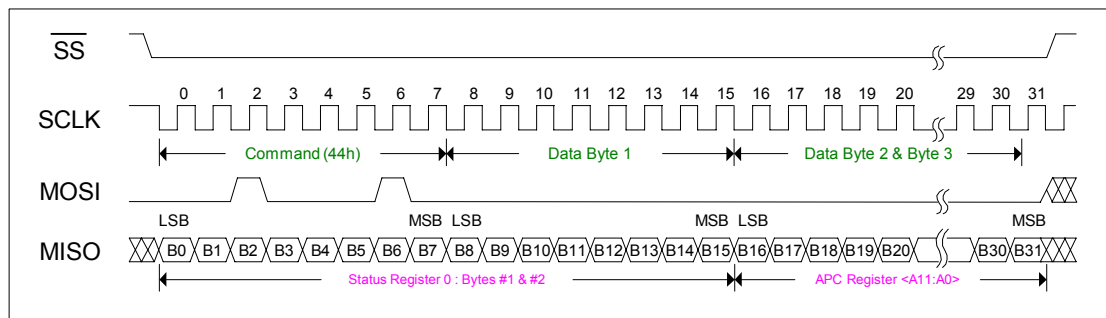 SS
0 1 2 3 4 5 6 7 8 9 10 11 12 13 14 15 16 17 18 19 20 29 30 31
SCLK
Command (44h) Data Byte 1 Data Byte 2 & Byte 3
MOSI
LSB MSB LSB MSB LSB MSB
MISO B0 B1 B2 B3 B4 B5 B6 B7 B8 B9 B10 B11 B12 B13 B14 B15 B16 B17 B18 B19 B20 B30 B31
Status Register 0 : Bytes #1 & #2 APC Register <A11:A0>